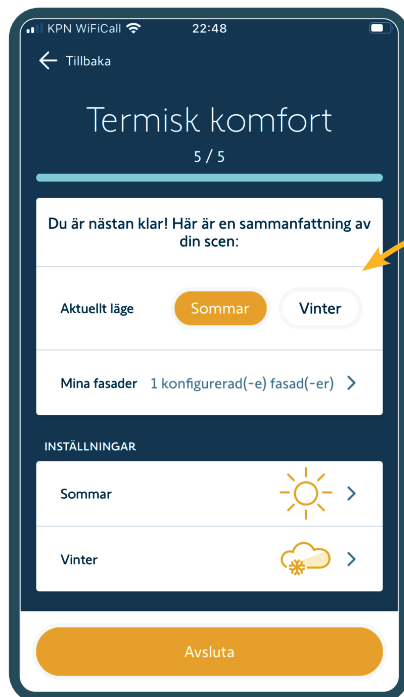 KPN WiFiCall 22:48
Tillbaka
Termisk komfort
5 / 5
Du är nästan klar! Här är en sammanfattning av
din scen:
Aktuellt läge Sommar Vinter
Mina fasader 1 konfigurerad(-e) fasad(-er)
INSTÄLLNINGAR
Sommar
Vinter
Avsluta